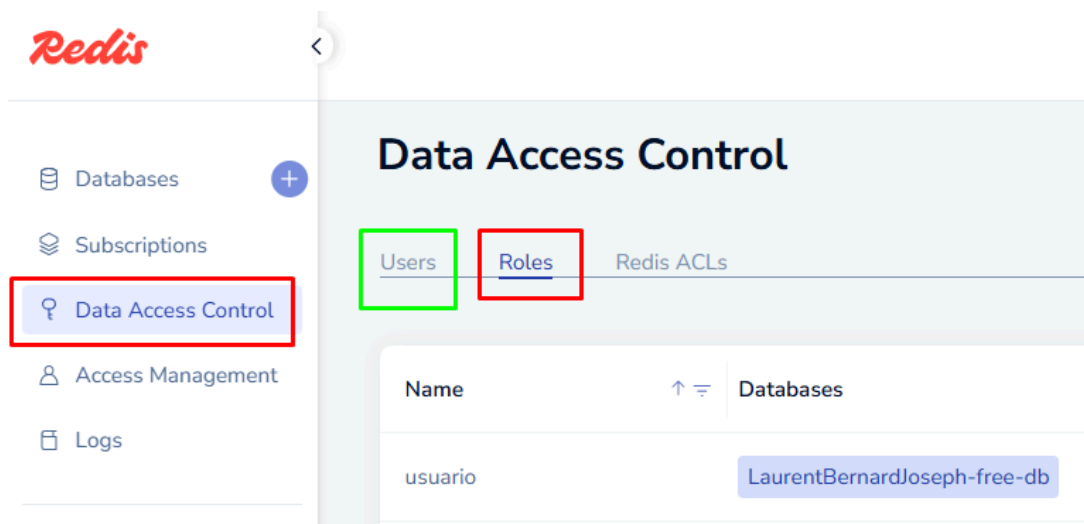 Redis
Databases
Subscriptions
Data Access Control
Access Management
Logs
Data Access Control
Users Roles Redis ACLs
Name Databases
usuario LaurentBernardJoseph-free-db